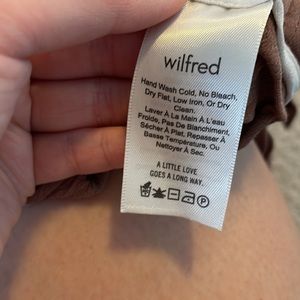 wilfred
Hand Wash Cold, No Bleach,
Dry Flat, Low Iron, Or Dry
Clean.
Laver À La Main À L'eau
Froide, Pas De Blanchiment,
Sécher À Plat, Repasser À
Basse Température, Ou
Nettoyer À Sec.
A LITTLE LOVE
GOES A LONG WAY.
P